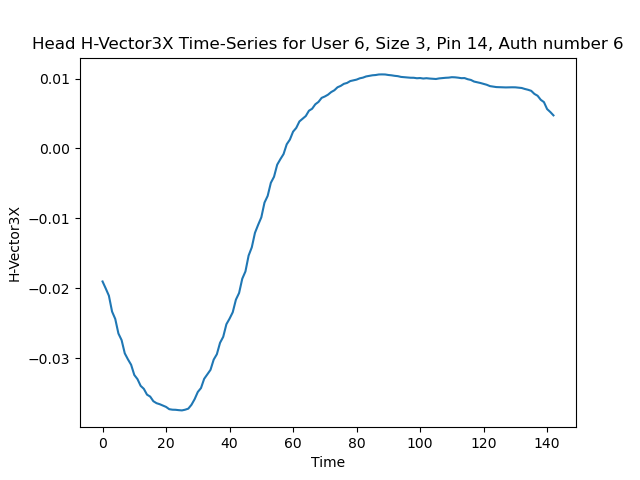 Head H-Vector3X Time-Series for User 6, Size 3, Pin 14, Auth number 6
H-Vector3X
0.01
0.00
−0.01
−0.02
−0.03
0 20 40 60 80 100 120 140
Time